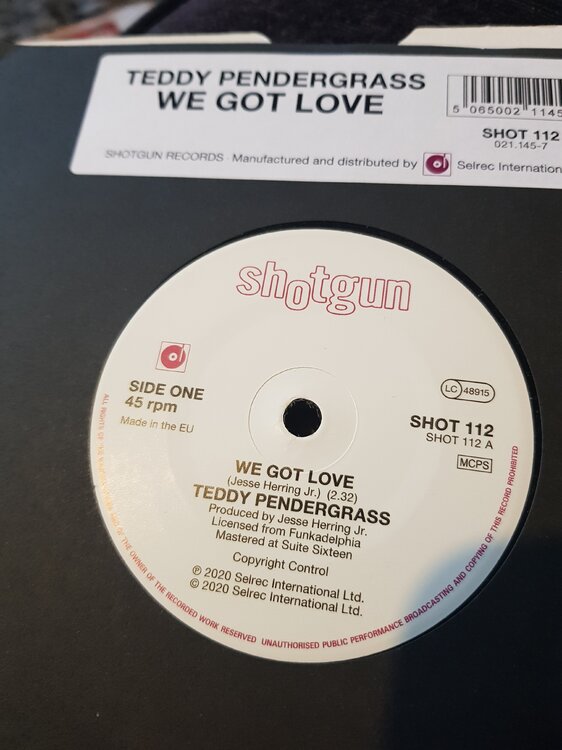 TEDDY PENDERGRASS
WE GOT LOVE
5 065002 1145
SHOT 112
021.145-7
SHOTGUN RECORDS · Manufactured and distributed by Selrec Internation
shotgun
SIDE ONE
45 rpm
Made in the EU
LC 48915
SHOT 112
SHOT 112 A
MCPS
WE GOT LOVE
(Jesse Herring Jr.) (2.32)
TEDDY PENDERGRASS
Produced by Jesse Herring Jr.
Licensed from Funkadelphia
Mastered at Suite Sixteen
Copyright Control
℗ 2020 Selrec International Ltd.
© 2020 Selrec International Ltd.
ALL RIGHTS OF THE OWNER OF THE RECORDED WORK RESERVED UNAUTHORISED PUBLIC PERFORMANCE BROADCASTING AND COPYING OF THIS RECORD PROHIBITED